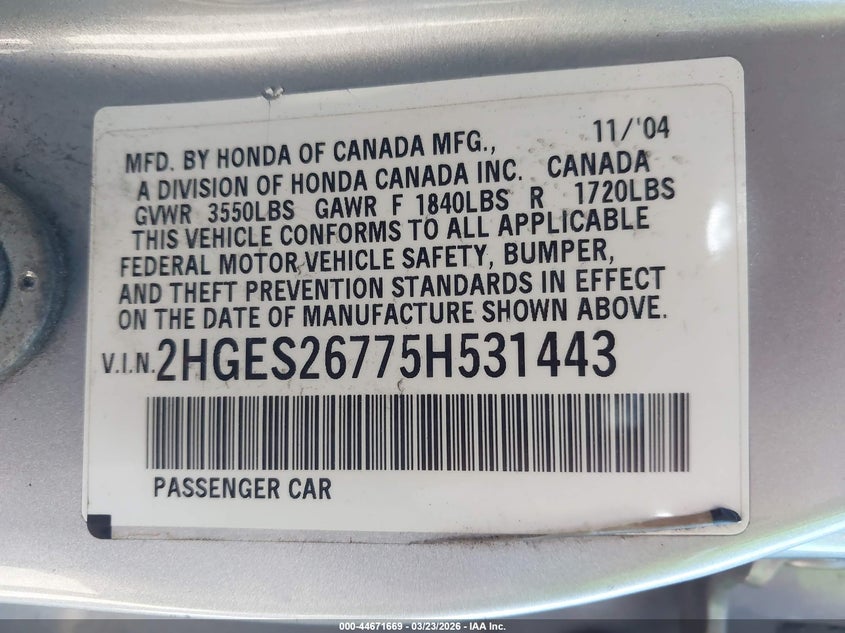 11/'04
MFD. BY HONDA OF CANADA MFG.,
A DIVISION OF HONDA CANADA INC. CANADA
GVWR 3550LBS GAWR F 1840LBS R 1720LBS
THIS VEHICLE CONFORMS TO ALL APPLICABLE
FEDERAL MOTOR VEHICLE SAFETY, BUMPER,
AND THEFT PREVENTION STANDARDS IN EFFECT
ON THE DATE OF MANUFACTURE SHOWN ABOVE.
V.I.N. 2HGES26775H531443
PASSENGER CAR
000-44671669 - 03/23/2026 - IAA Inc.